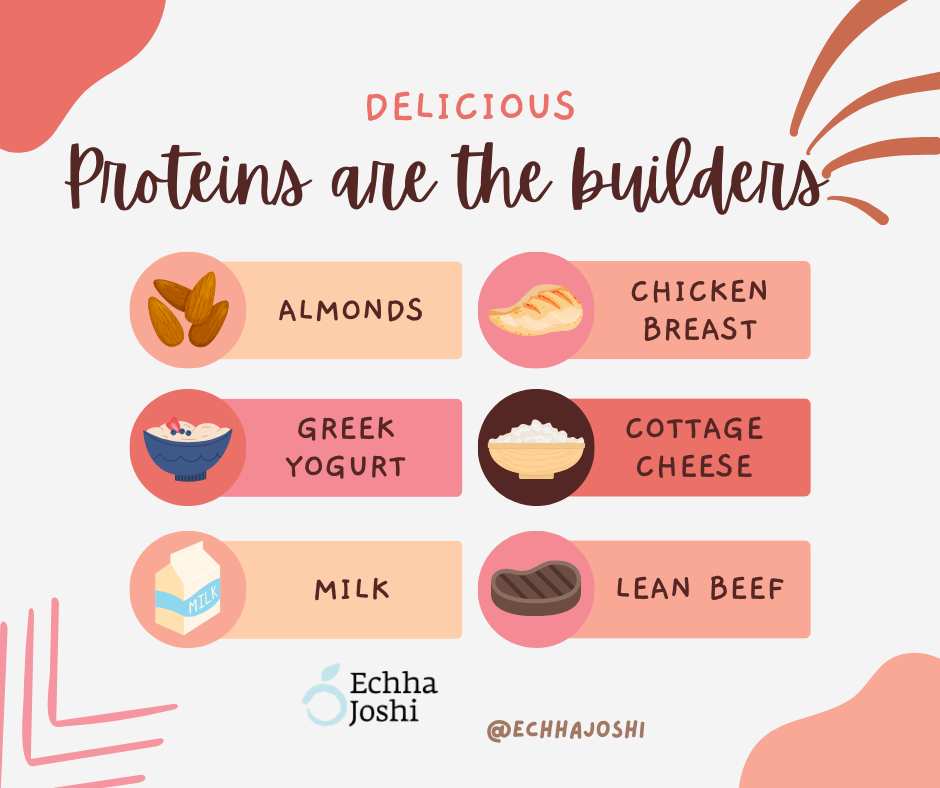 DELICIOUS
Proteins are the builders
ALMONDS
CHICKEN
BREAST
GREEK
YOGURT
COTTAGE
CHEESE
MILK
MILK
LEAN BEEF
Echha
Joshi
@ECHHAJOSHI